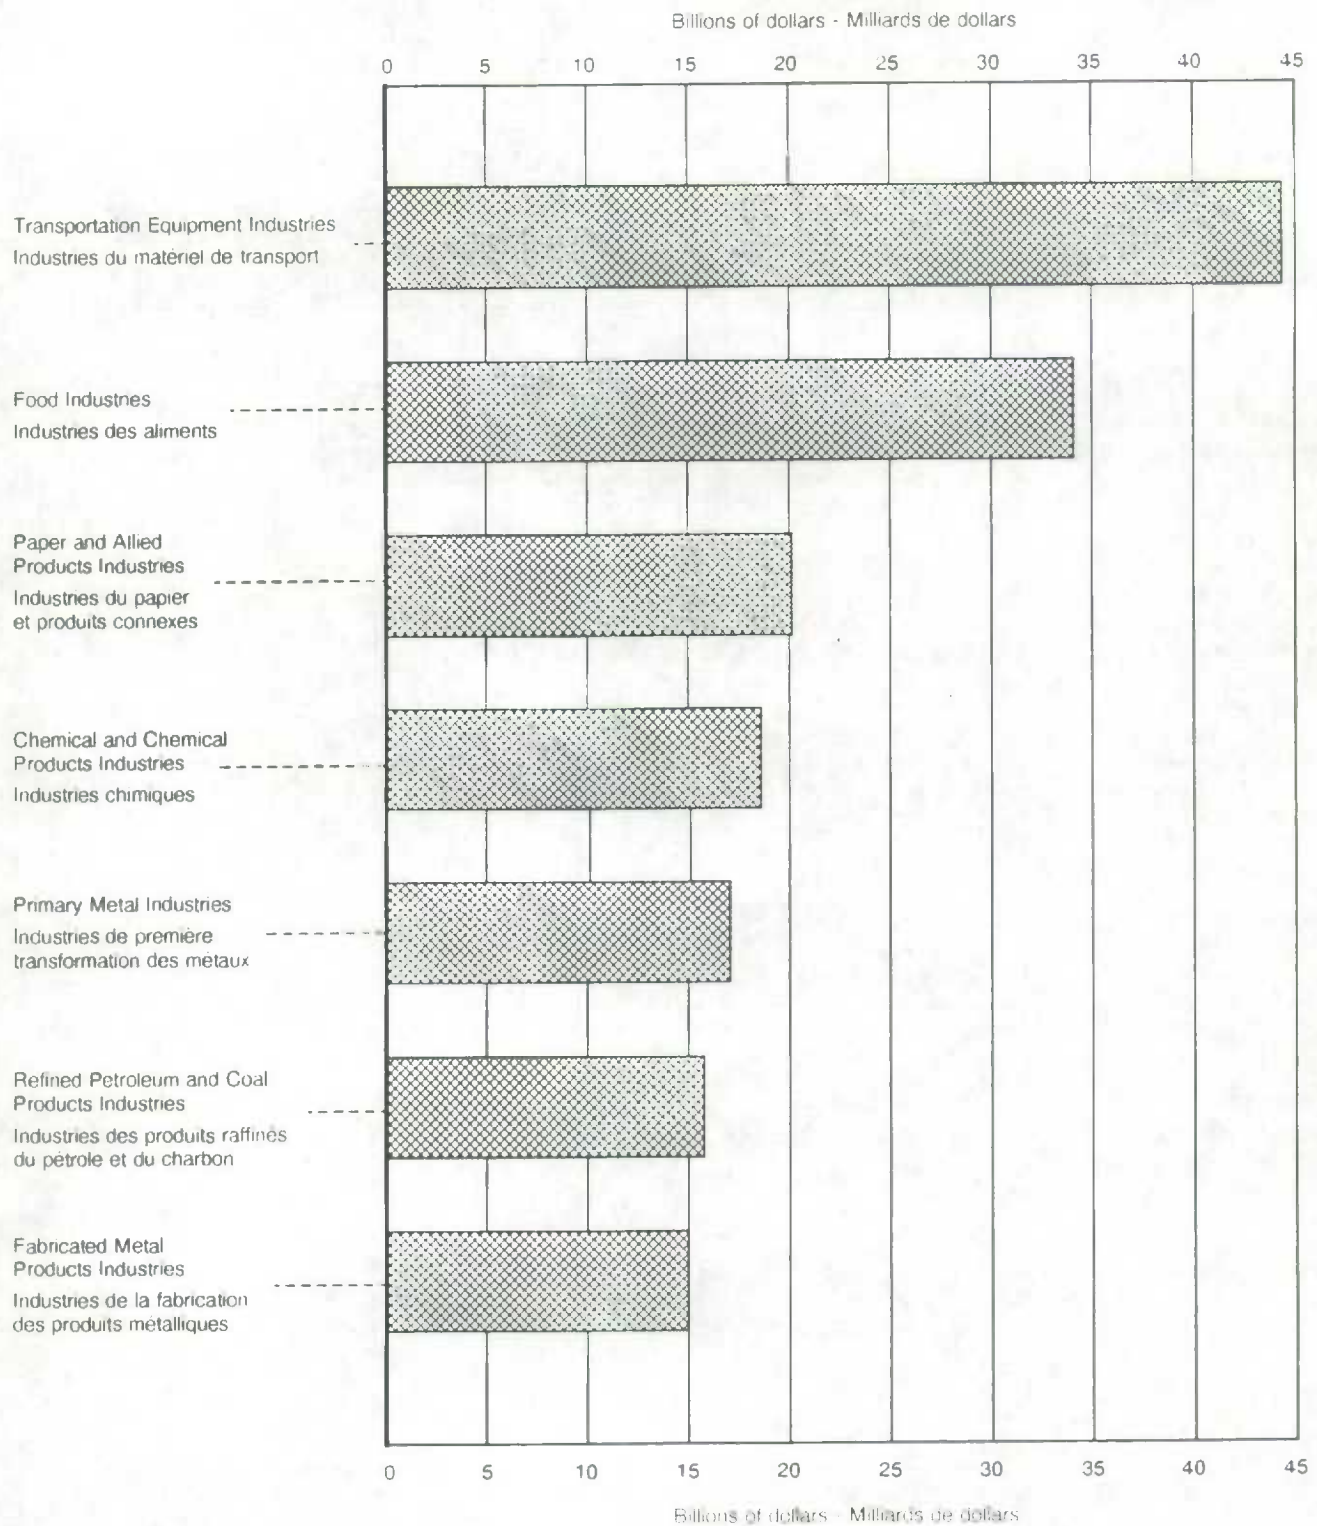 Billions of dollars - Milliards de dollars
0 5 10 15 20 25 30 35 40 45
Transportation Equipment Industries
Industries du matériel de transport
Food Industries
Industries des aliments
Paper and Allied
Products Industries
Industries du papier
et produits connexes
Chemical and Chemical
Products Industries
Industries chimiques
Primary Metal Industries
Industries de première
transformation des métaux
Refined Petroleum and Coal
Products Industries
Industries des produits raffinés
du pétrole et du charbon
Fabricated Metal
Products Industries
Industries de la fabrication
des produits métalliques
0 5 10 15 20 25 30 35 40 45
Billions of dollars - Milliards de dollars